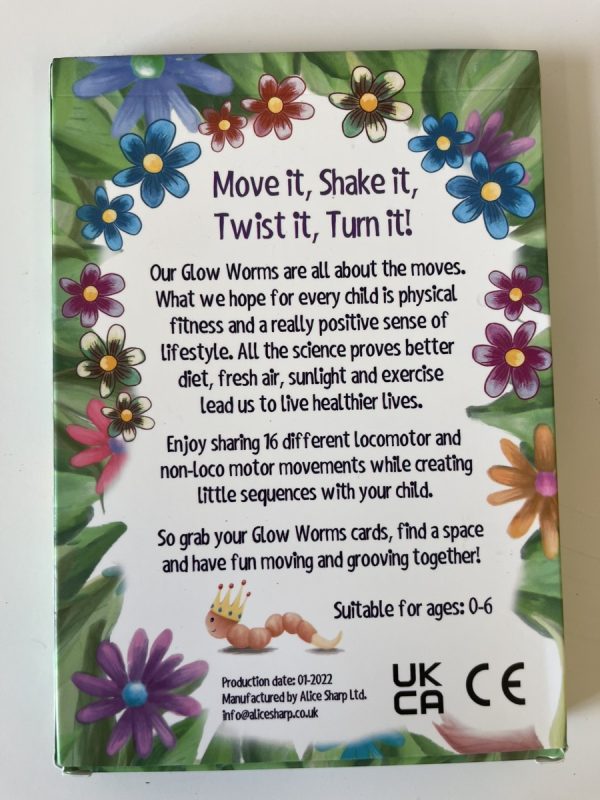 Move it, Shake it,
Twist it, Turn it!
Our Glow Worms are all about the moves.
What we hope for every child is physical
fitness and a really positive sense of
lifestyle. All the science proves better
diet, fresh air, sunlight and exercise
lead us to live healthier lives.
Enjoy sharing 16 different locomotor and
non-loco motor movements while creating
little sequences with your child.
So grab your Glow Worms cards, find a space
and have fun moving and grooving together!
Suitable for ages: 0-6
Production date: 01-2022
Manufactured by Alice Sharp Ltd.
info@alicesharp.co.uk
UK
CA
CE